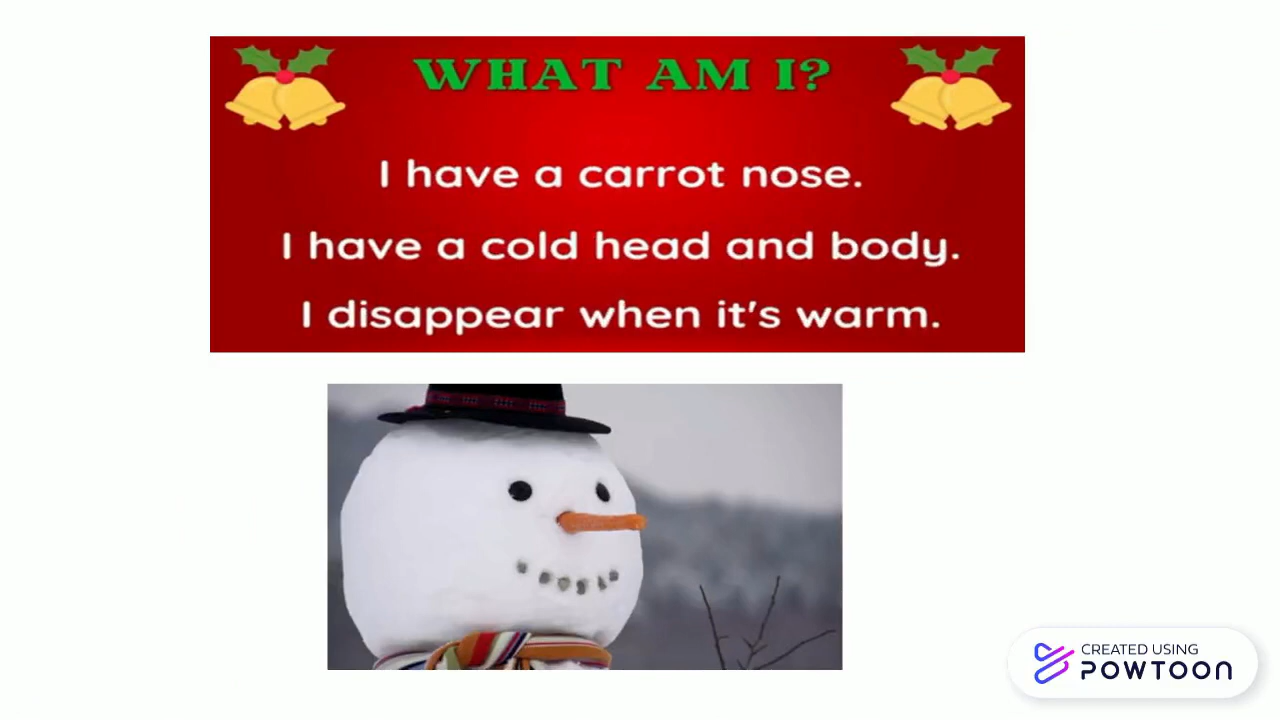 WHAT AM I?
I have a carrot nose.
I have a cold head and body.
I disappear when it's warm.
CREATED USING
POWTOON